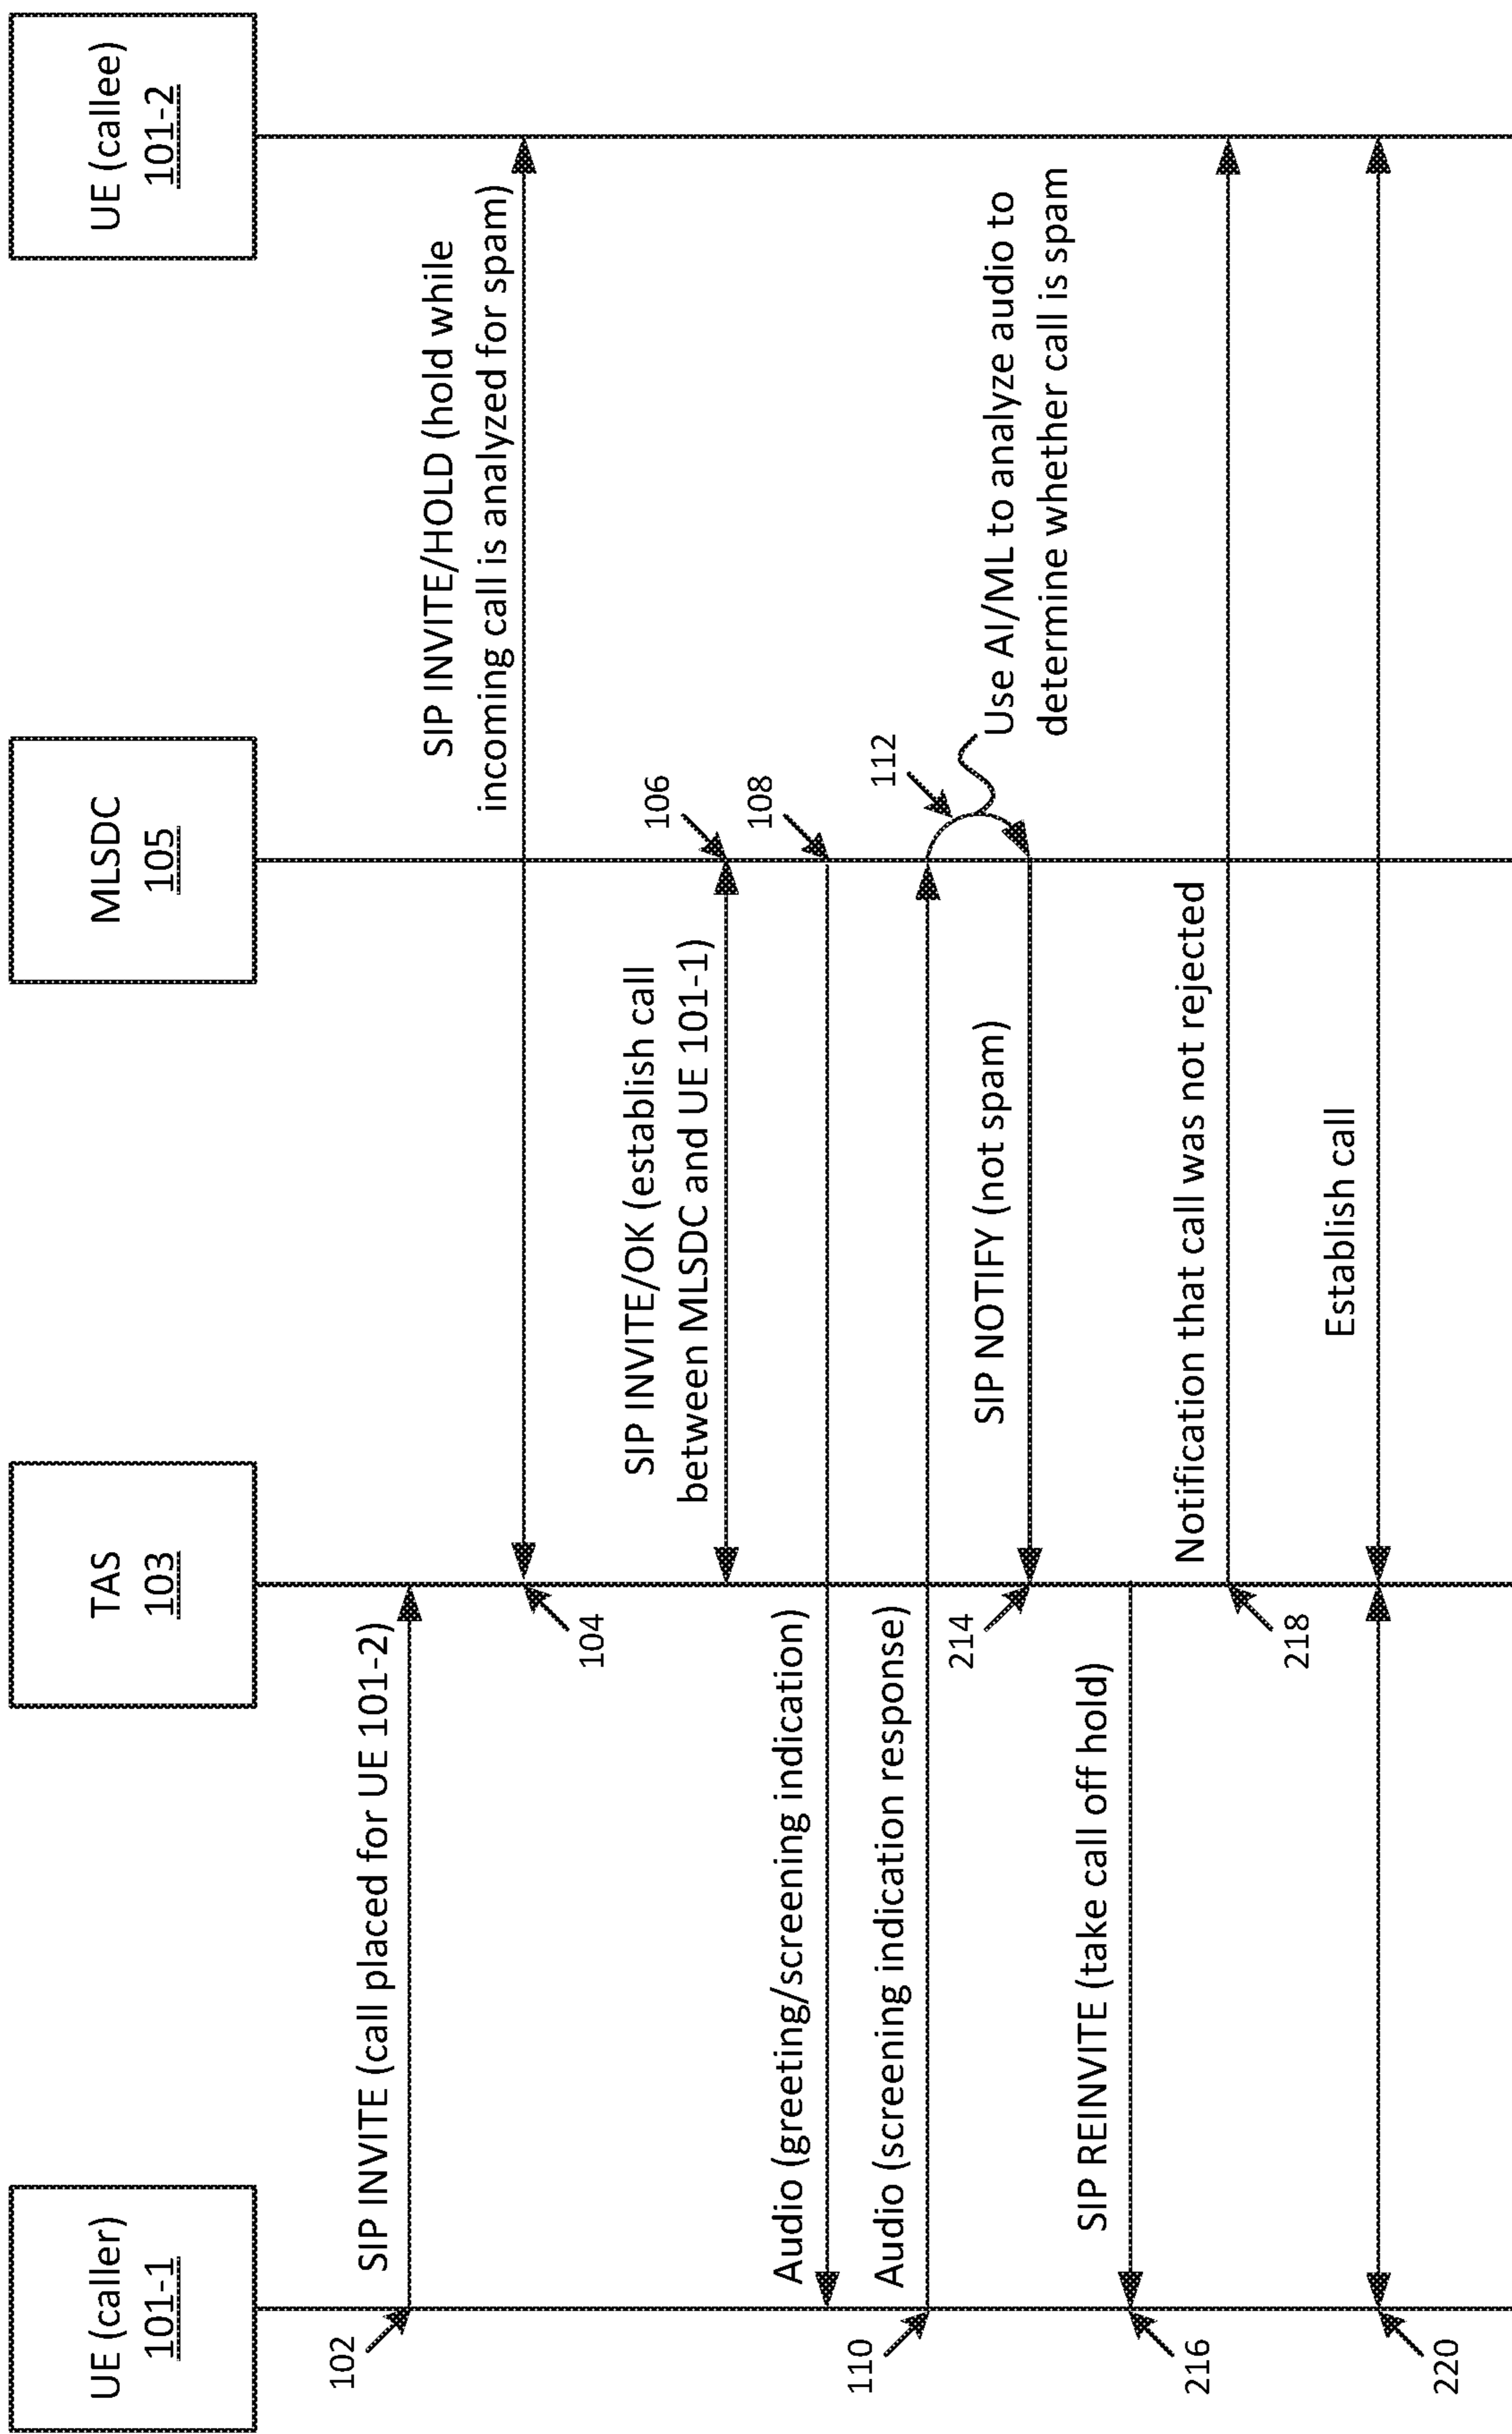 UE (caller)
101-1
TAS
103
MLSDC
105
UE (callee)
101-2
102
SIP INVITE (call placed for UE 101-2)
104
SIP INVITE/HOLD (hold while
incoming call is analyzed for spam)
SIP INVITE/OK (establish call
between MLSDC and UE 101-1)
106
Audio (greeting/screening indication)
108
110
Audio (screening indication response)
112
Use AI/ML to analyze audio to
determine whether call is spam
214
SIP NOTIFY (not spam)
216
SIP REINVITE (take call off hold)
218
Notification that call was not rejected
220
Establish call